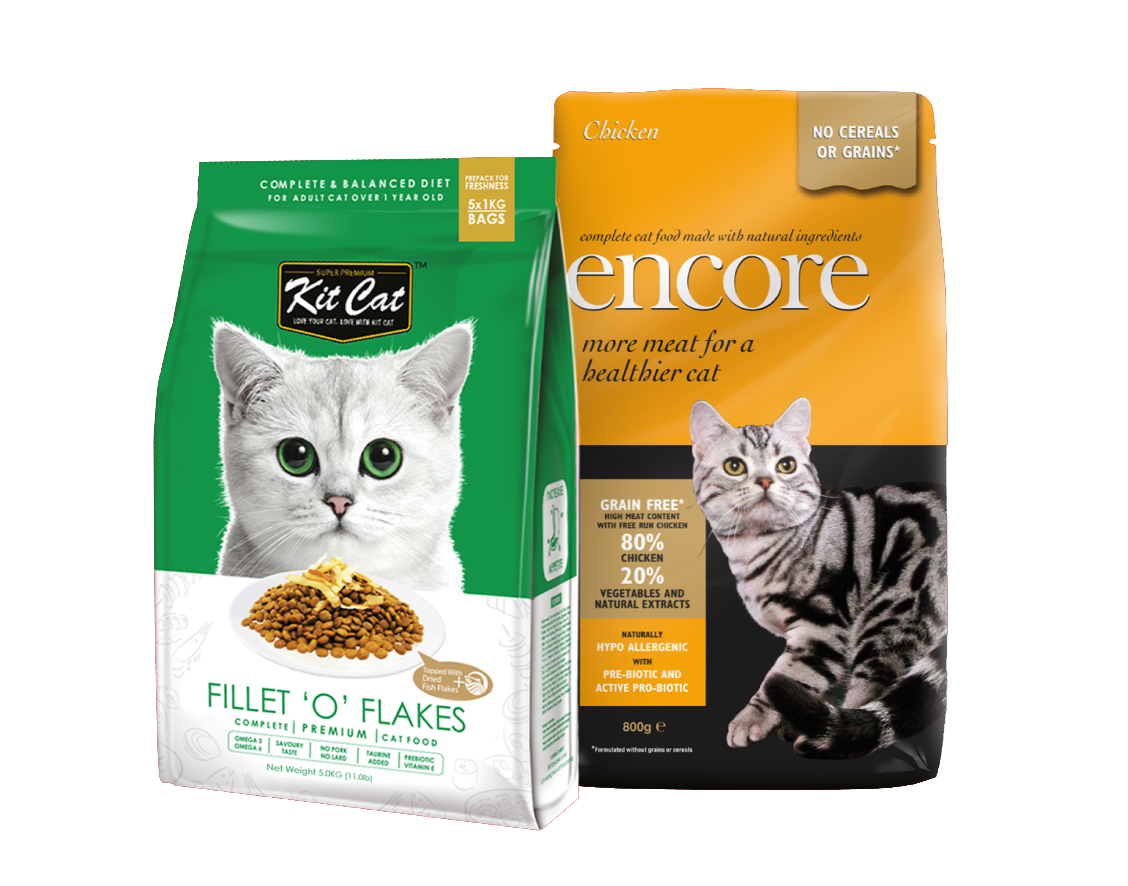 COMPLETE & BALANCED DIET
FOR ADULT CAT OVER 1 YEAR OLD
PREPACK FOR
FRESHNESS
5x1KG
BAGS
SUPER PREMIUM
TM
Kit Cat
LOVE YOUR CAT. LOVE WITH KIT CAT
INCREASE
APPETITE
Topped With
Dried
Fish Flakes
FILLET ‘O’ FLAKES
COMPLETE | PREMIUM | CAT FOOD
OMEGA 3
OMEGA 6
SAVOURY
TASTE
NO PORK
NO LARD
TAURINE
ADDED
PREBIOTIC
VITAMIN E
Net Weight 5.0KG (11.0lb)
Chicken
NO CEREALS
OR GRAINS*
complete cat food made with natural ingredients
encore
more meat for a
healthier cat
GRAIN FREE*
HIGH MEAT CONTENT
WITH FREE RUN CHICKEN
80%
CHICKEN
20%
VEGETABLES AND
NATURAL EXTRACTS
NATURALLY
HYPO ALLERGENIC
WITH
PRE-BIOTIC AND
ACTIVE PRO-BIOTIC
800g ℮
*Formulated without grains or cereals